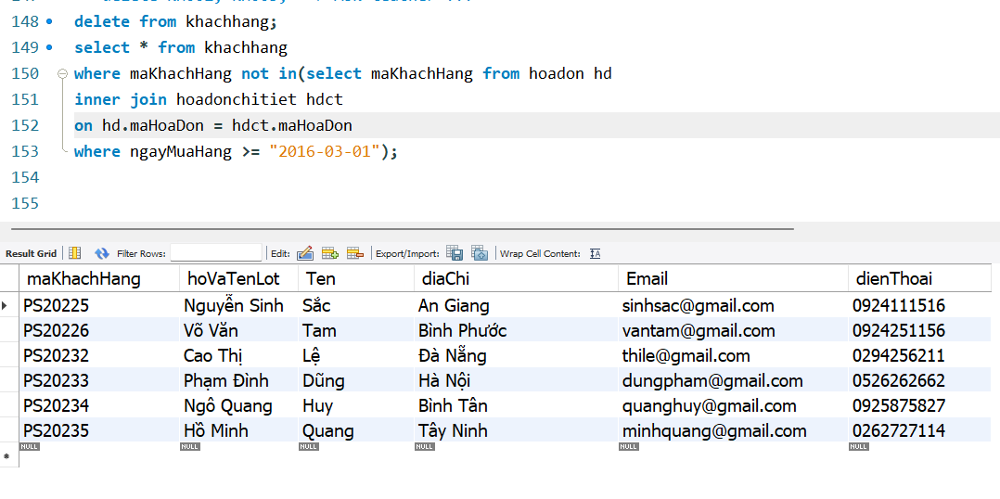 148 delete from khachhang;
149 select * from khachhang
150 where maKhachHang not in(select maKhachHang from hoadon hd
151 inner join hoadonchitiet hdct
152 on hd.maHoaDon = hdct.maHoaDon
153 where ngayMuaHang >= "2016-03-01");
154
155
Result Grid Filter Rows: Edit: Export/Import: Wrap Cell Content: IA
maKhachHang hoVaTenLot Ten diaChi Email dienThoai
PS20225 Nguyễn Sinh Sắc An Giang sinhsac@gmail.com 0924111516
PS20226 Võ Văn Tam Bình Phước vantam@gmail.com 0924251156
PS20232 Cao Thị Lệ Đà Nẵng thile@gmail.com 0294256211
PS20233 Phạm Đình Dũng Hà Nội dungpham@gmail.com 0526262662
PS20234 Ngô Quang Huy Bình Tân quanghuy@gmail.com 0925875827
PS20235 Hồ Minh Quang Tây Ninh minhquang@gmail.com 0262727114
NULL NULL NULL NULL NULL NULL